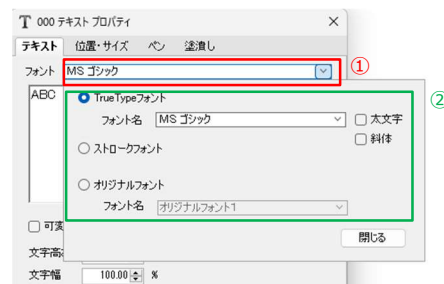 T 000 テキスト プロパティ
テキスト 位置・サイズ ペン 塗潰し
フォント MS ゴシック ①
ABC
②
TrueTypeフォント
フォント名 MS ゴシック 太文字
斜体
ストロークフォント
オリジナルフォント
フォント名 オリジナルフォント1
閉じる
文字幅 100.00 %